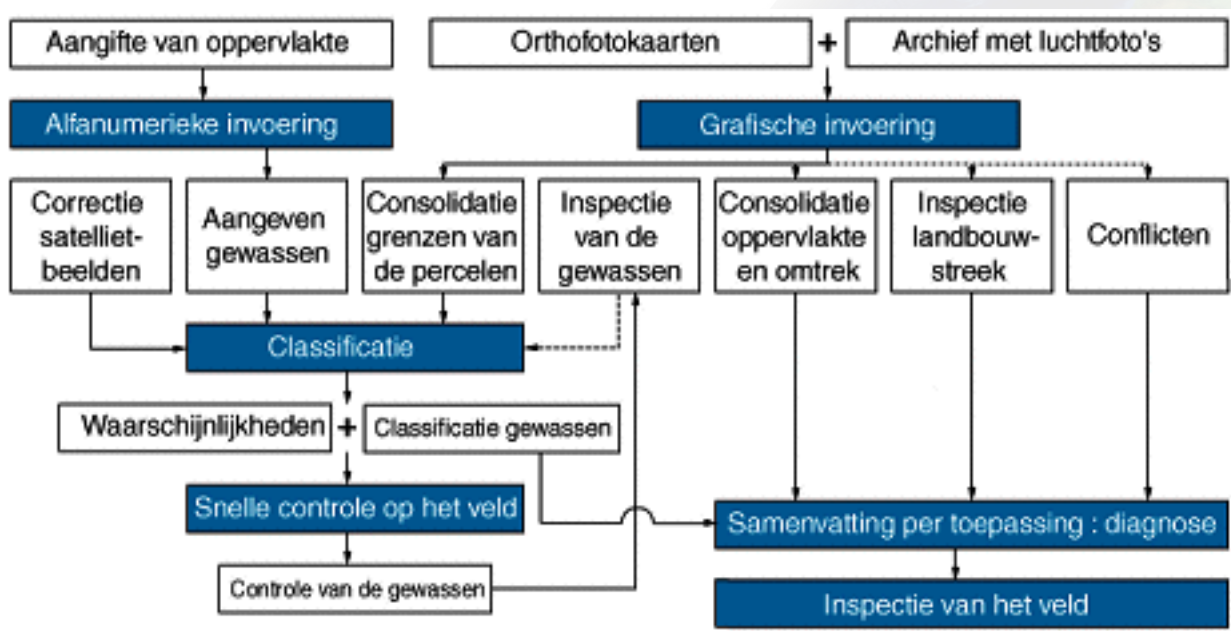 Aangifte van oppervlakte
Orthofotokaarten + Archief met luchtfoto's
Alfanumerieke invoering
Grafische invoering
Correctie
satelliet-
beelden
Aangeven
gewassen
Consolidatie
grenzen van
de percelen
Inspectie
van de
gewassen
Consolidatie
oppervlakte
en omtrek
Inspectie
landbouw-
streek
Conflicten
Classificatie
Waarschijnlijkheden + Classificatie gewassen
Snelle controle op het veld
Samenvatting per toepassing : diagnose
Controle van de gewassen
Inspectie van het veld